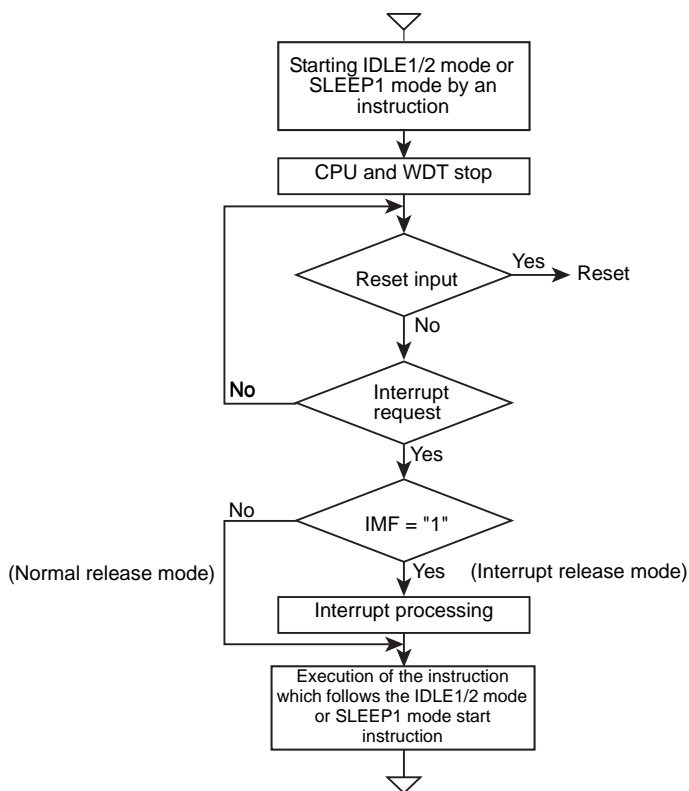 Starting IDLE1/2 mode or
SLEEP1 mode by an
instruction
CPU and WDT stop
Reset input
Yes
Reset
No
Interrupt
request
No
Yes
IMF = "1"
No
(Normal release mode)
Yes
(Interrupt release mode)
Interrupt processing
Execution of the instruction
which follows the IDLE1/2 mode
or SLEEP1 mode start
instruction